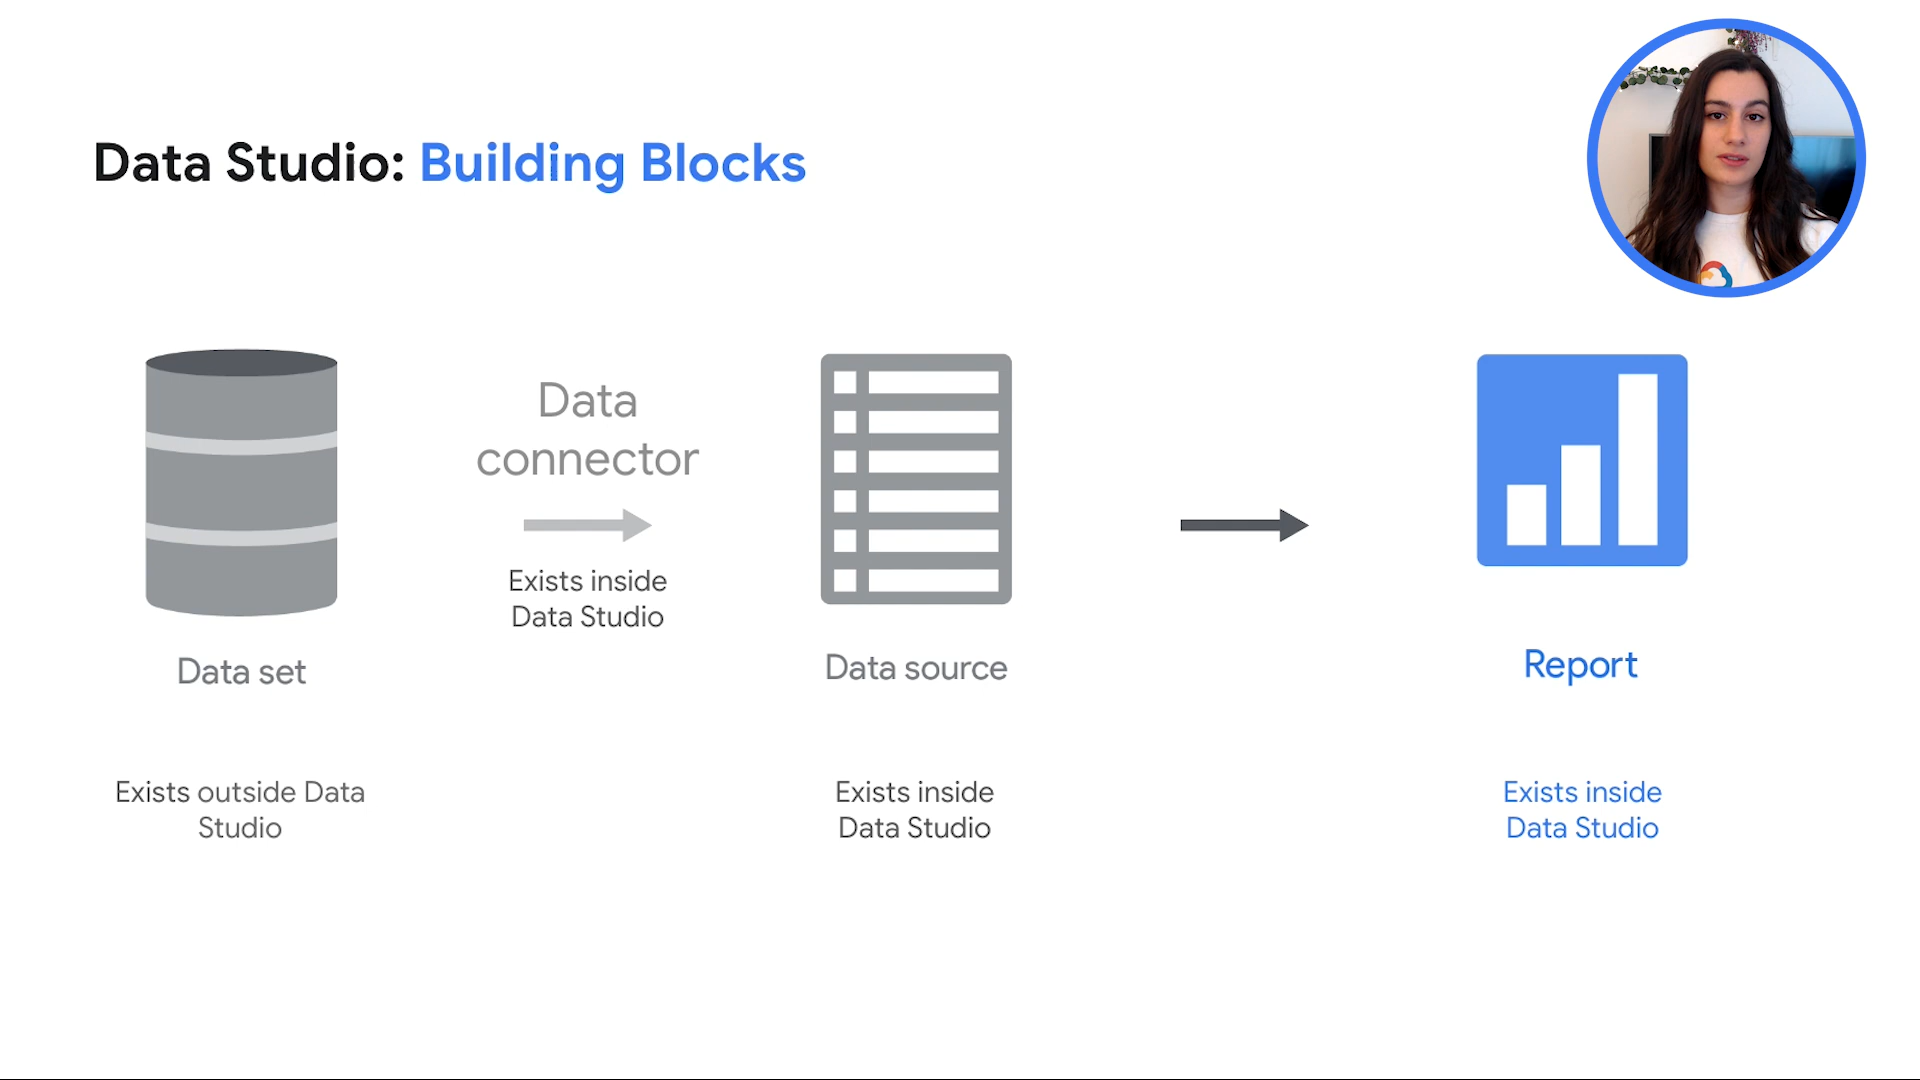 Data Studio: Building Blocks
Data
connector
Exists inside
Data Studio
Data set
Data source
Report
Exists outside Data
Studio
Exists inside
Data Studio
Exists inside
Data Studio